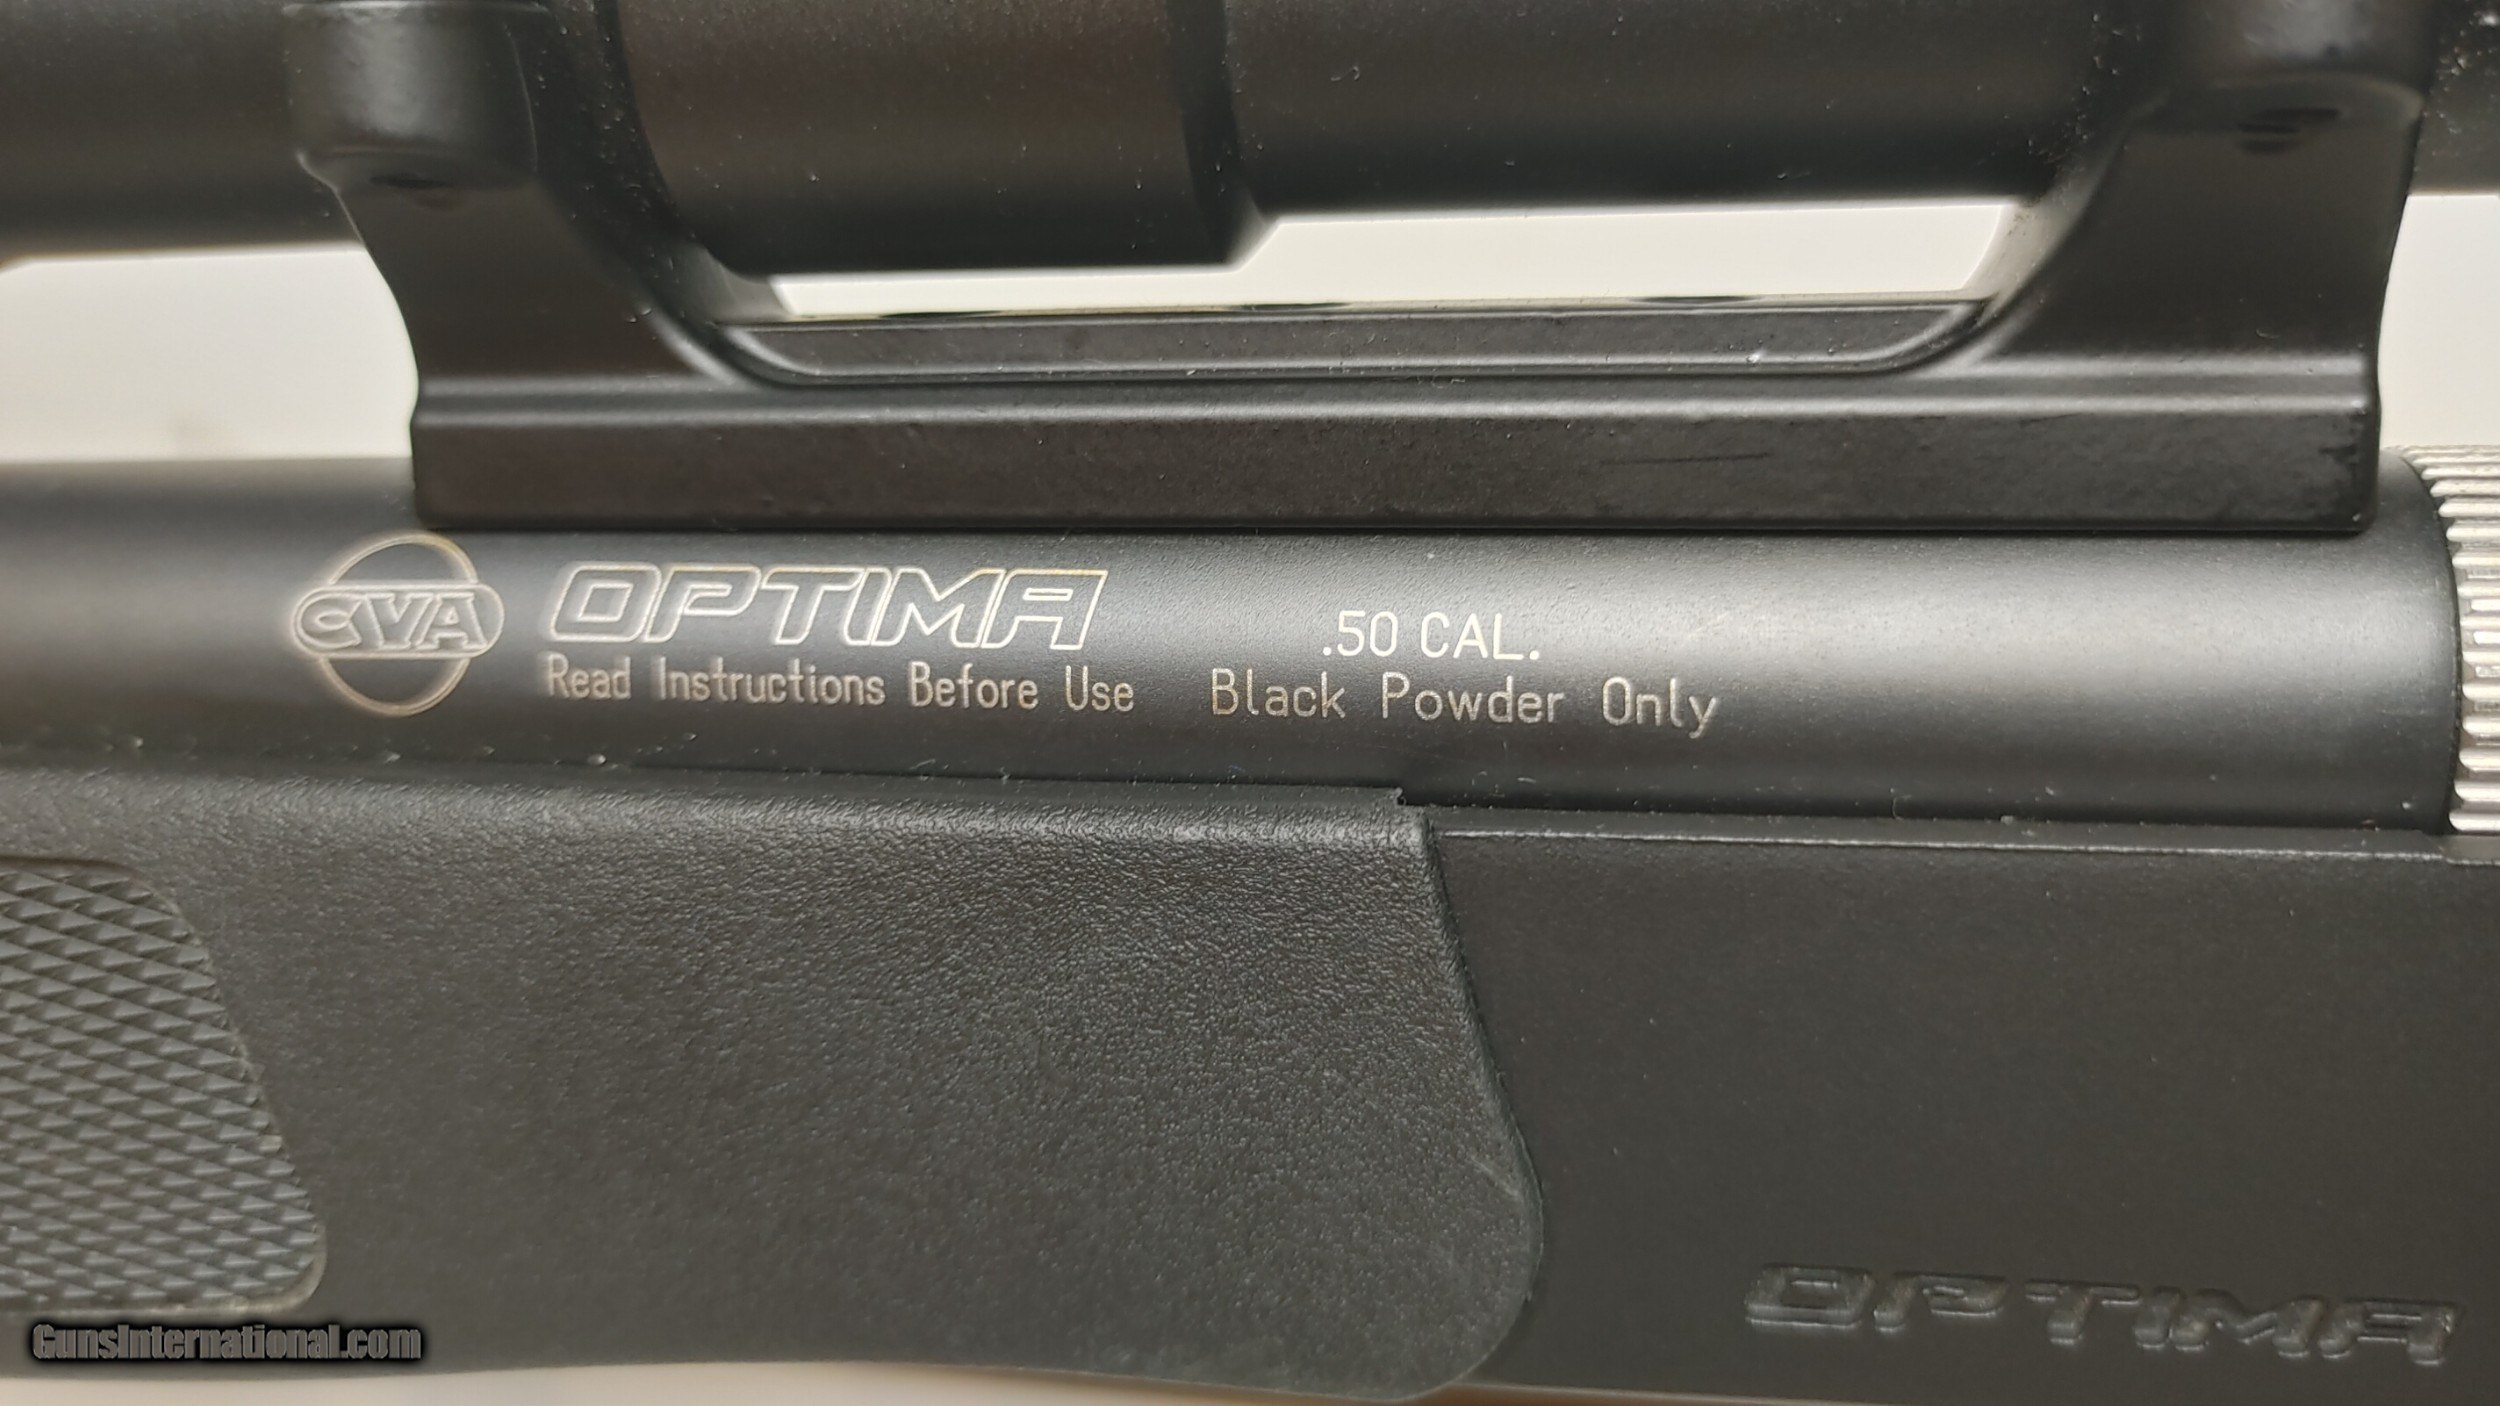 CVA
OPTIMA
Read Instructions Before Use
.50 CAL.
Black Powder Only
OPTIMA
GunsInternational.com